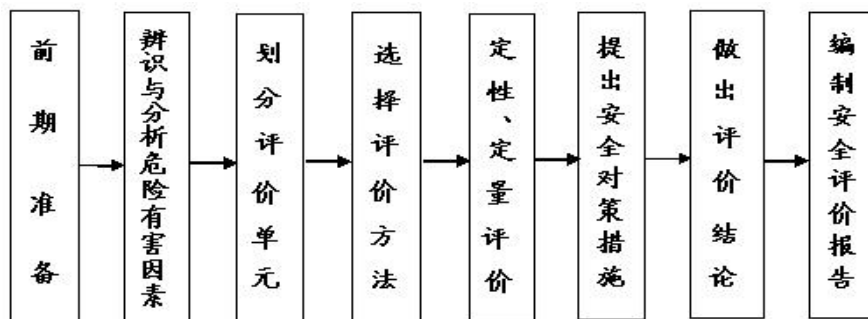 前期准备
辨识与分析危险有害因素
划分评价单元
选择评价方法
定性、定量评价
提出安全对策措施
做出评价结论
编制安全评价报告